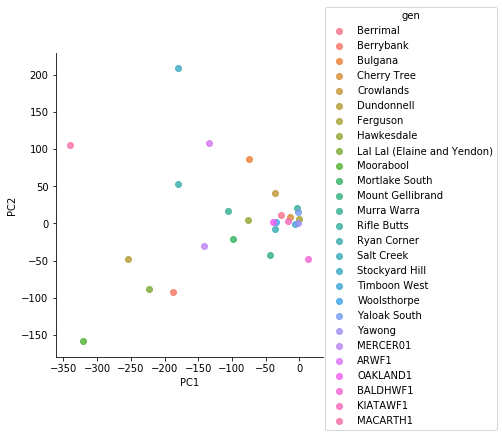 gen
Berrimal
Berrybank
Bulgana
Cherry Tree
Crowlands
Dundonnell
Ferguson
Hawkesdale
Lal Lal (Elaine and Yendon)
Moorabool
Mortlake South
Mount Gellibrand
Murra Warra
Rifle Butts
Ryan Corner
Salt Creek
Stockyard Hill
Timboon West
Woolsthorpe
Yaloak South
Yawong
MERCER01
ARWF1
OAKLAND1
BALDHWF1
KIATAWF1
MACARTH1
PC2
200
150
100
50
0
−50
−100
−150
−350 −300 −250 −200 −150 −100 −50 0
PC1